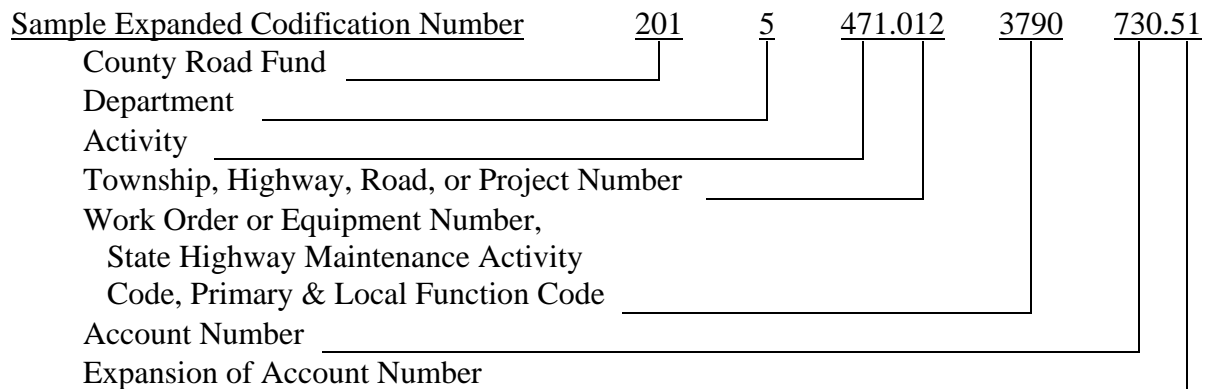 Sample Expanded Codification Number 201 5 471.012 3790 730.51
County Road Fund
Department
Activity
Township, Highway, Road, or Project Number
Work Order or Equipment Number,
State Highway Maintenance Activity
Code, Primary & Local Function Code
Account Number
Expansion of Account Number